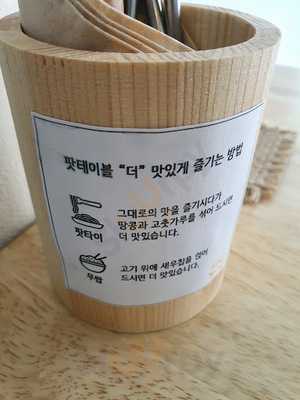 팟테이블 “더” 맛있게 즐기는 방법
그대로의 맛을 즐기시다가
땅콩과 고춧가루를 섞어 드시면
더 맛있습니다.
팟타이
고기 위에 새우칩을 얹어
드시면 더 맛있습니다.